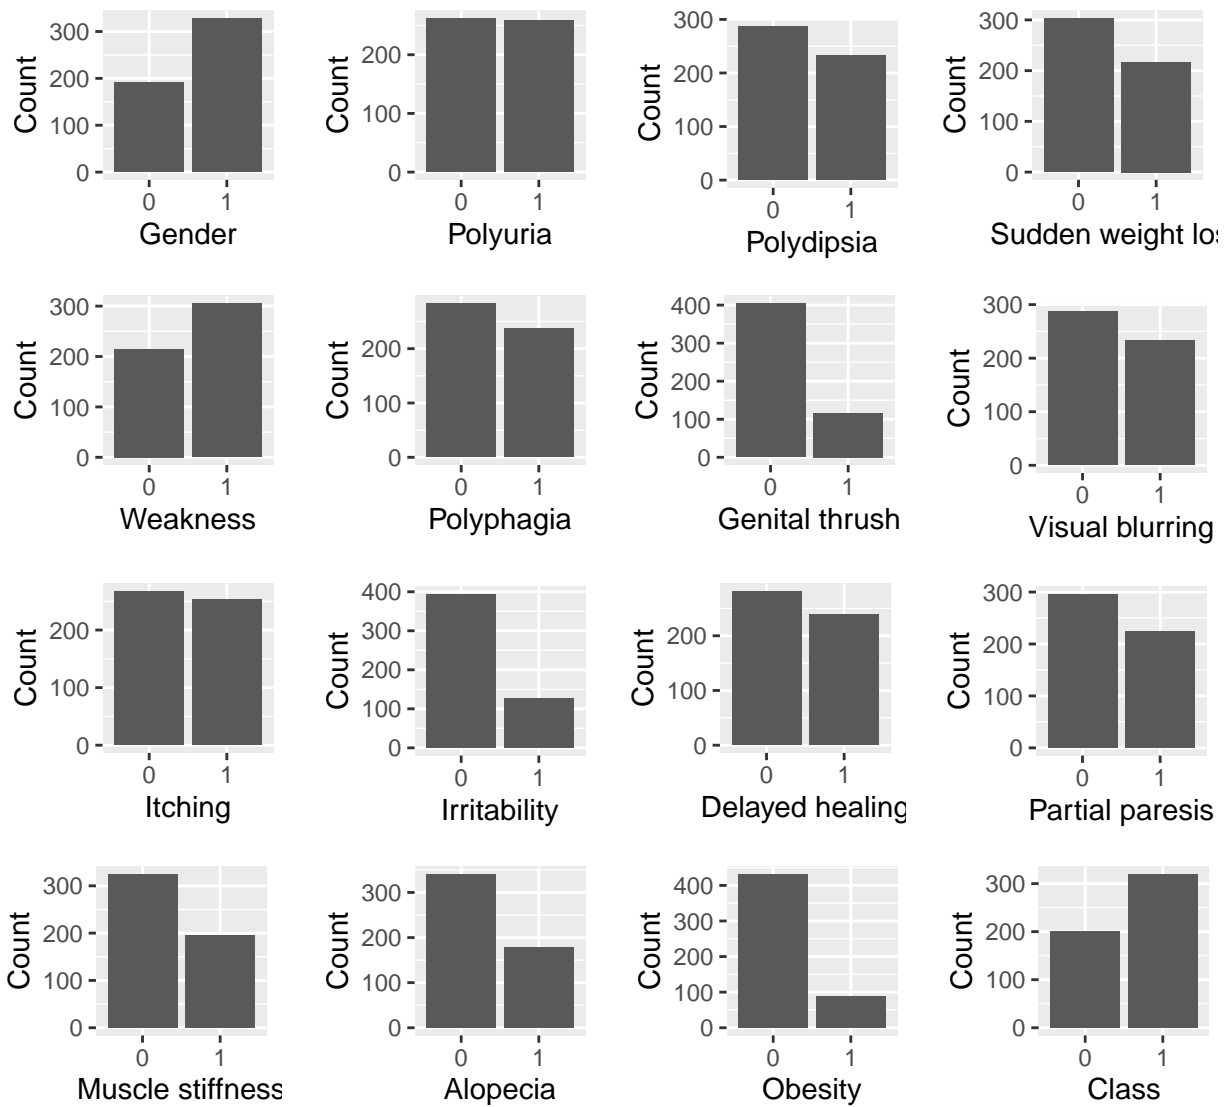 Count
300
200
100
0
0 1
Gender
Count
200
100
0
0 1
Polyuria
Count
300
200
100
0
0 1
Polydipsia
Count
300
200
100
0
0 1
Sudden weight los
Count
300
200
100
0
0 1
Weakness
Count
200
100
0
0 1
Polyphagia
Count
400
300
200
100
0
0 1
Genital thrush
Count
300
200
100
0
0 1
Visual blurring
Count
200
100
0
0 1
Itching
Count
400
300
200
100
0
0 1
Irritability
Count
200
100
0
0 1
Delayed healing
Count
300
200
100
0
0 1
Partial paresis
Count
300
200
100
0
0 1
Muscle stiffness
Count
300
200
100
0
0 1
Alopecia
Count
400
300
200
100
0
0 1
Obesity
Count
300
200
100
0
0 1
Class